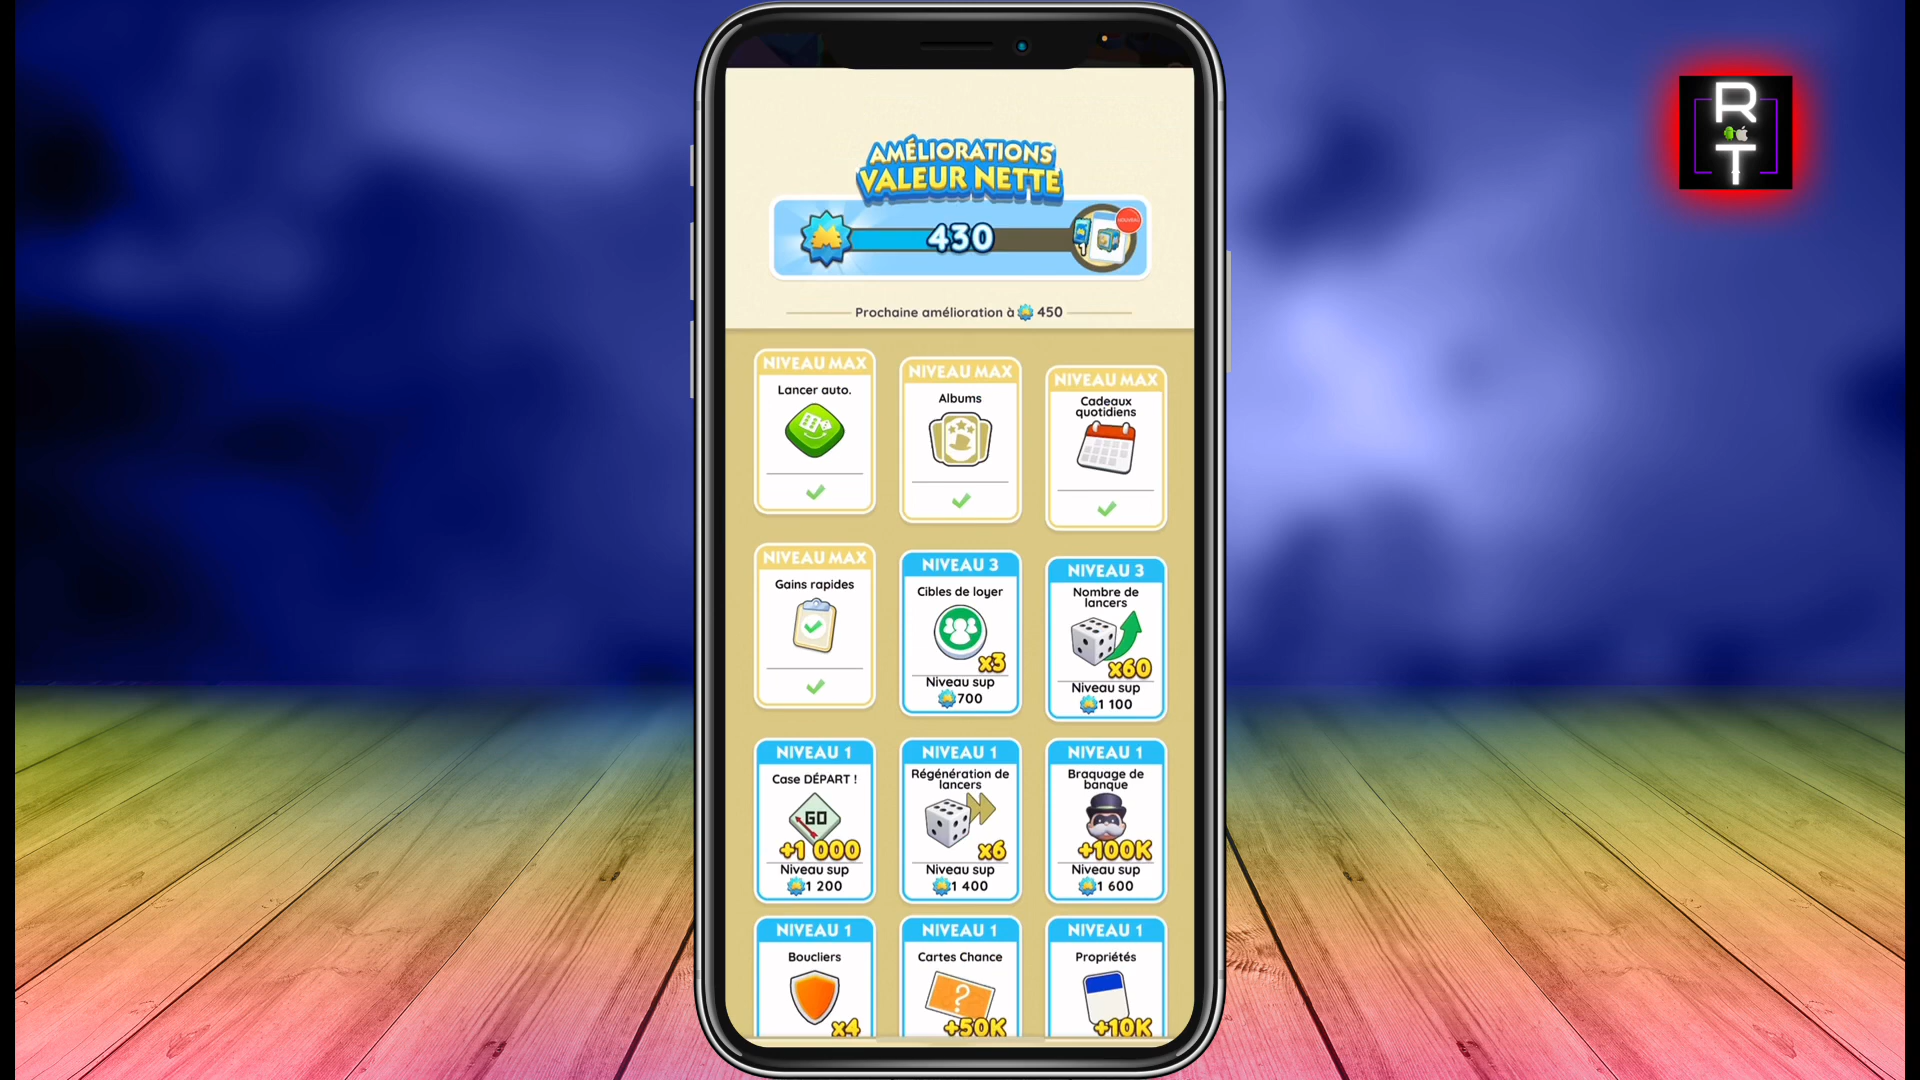 R
T
AMÉLIORATIONS
VALEUR NETTE
430
NOUVEAU
1
Prochaine amélioration à 450
NIVEAU MAX
Lancer auto.
NIVEAU MAX
Albums
NIVEAU MAX
Cadeaux
quotidiens
NIVEAU MAX
Gains rapides
NIVEAU 3
Cibles de loyer
x3
Niveau sup
700
NIVEAU 3
Nombre de
lancers
x60
Niveau sup
1 100
NIVEAU 1
Case DÉPART !
GO
+1 000
Niveau sup
1 200
NIVEAU 1
Régénération de
lancers
x6
Niveau sup
1 400
NIVEAU 1
Braquage de
banque
+100K
Niveau sup
1 600
NIVEAU 1
Boucliers
x4
NIVEAU 1
Cartes Chance
?
+50K
NIVEAU 1
Propriétés
+10K